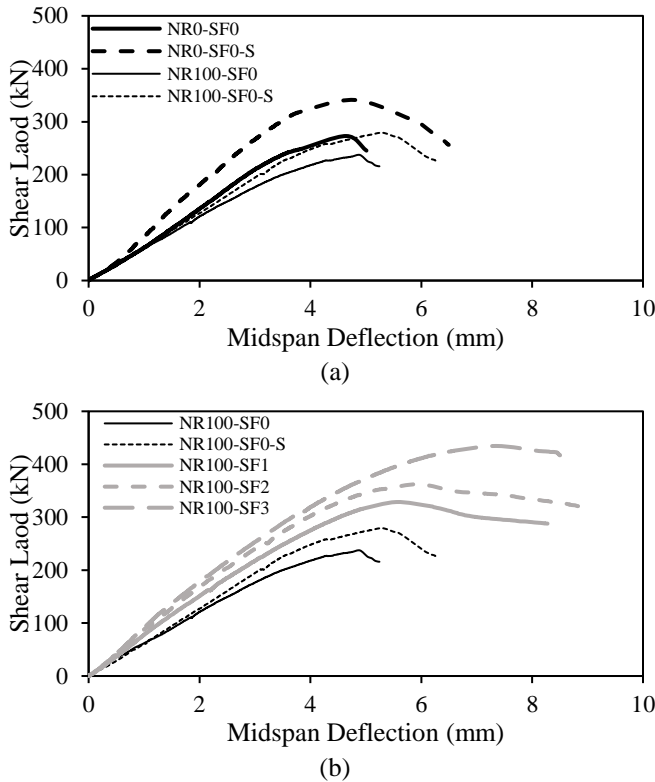 500
400
300
200
100
0
Shear Laod (kN)
NR0-SF0
NR0-SF0-S
NR100-SF0
NR100-SF0-S
0 2 4 6 8 10
Midspan Deflection (mm)
(a)
500
400
300
200
100
0
Shear Laod (kN)
NR100-SF0
NR100-SF0-S
NR100-SF1
NR100-SF2
NR100-SF3
0 2 4 6 8 10
Midspan Deflection (mm)
(b)